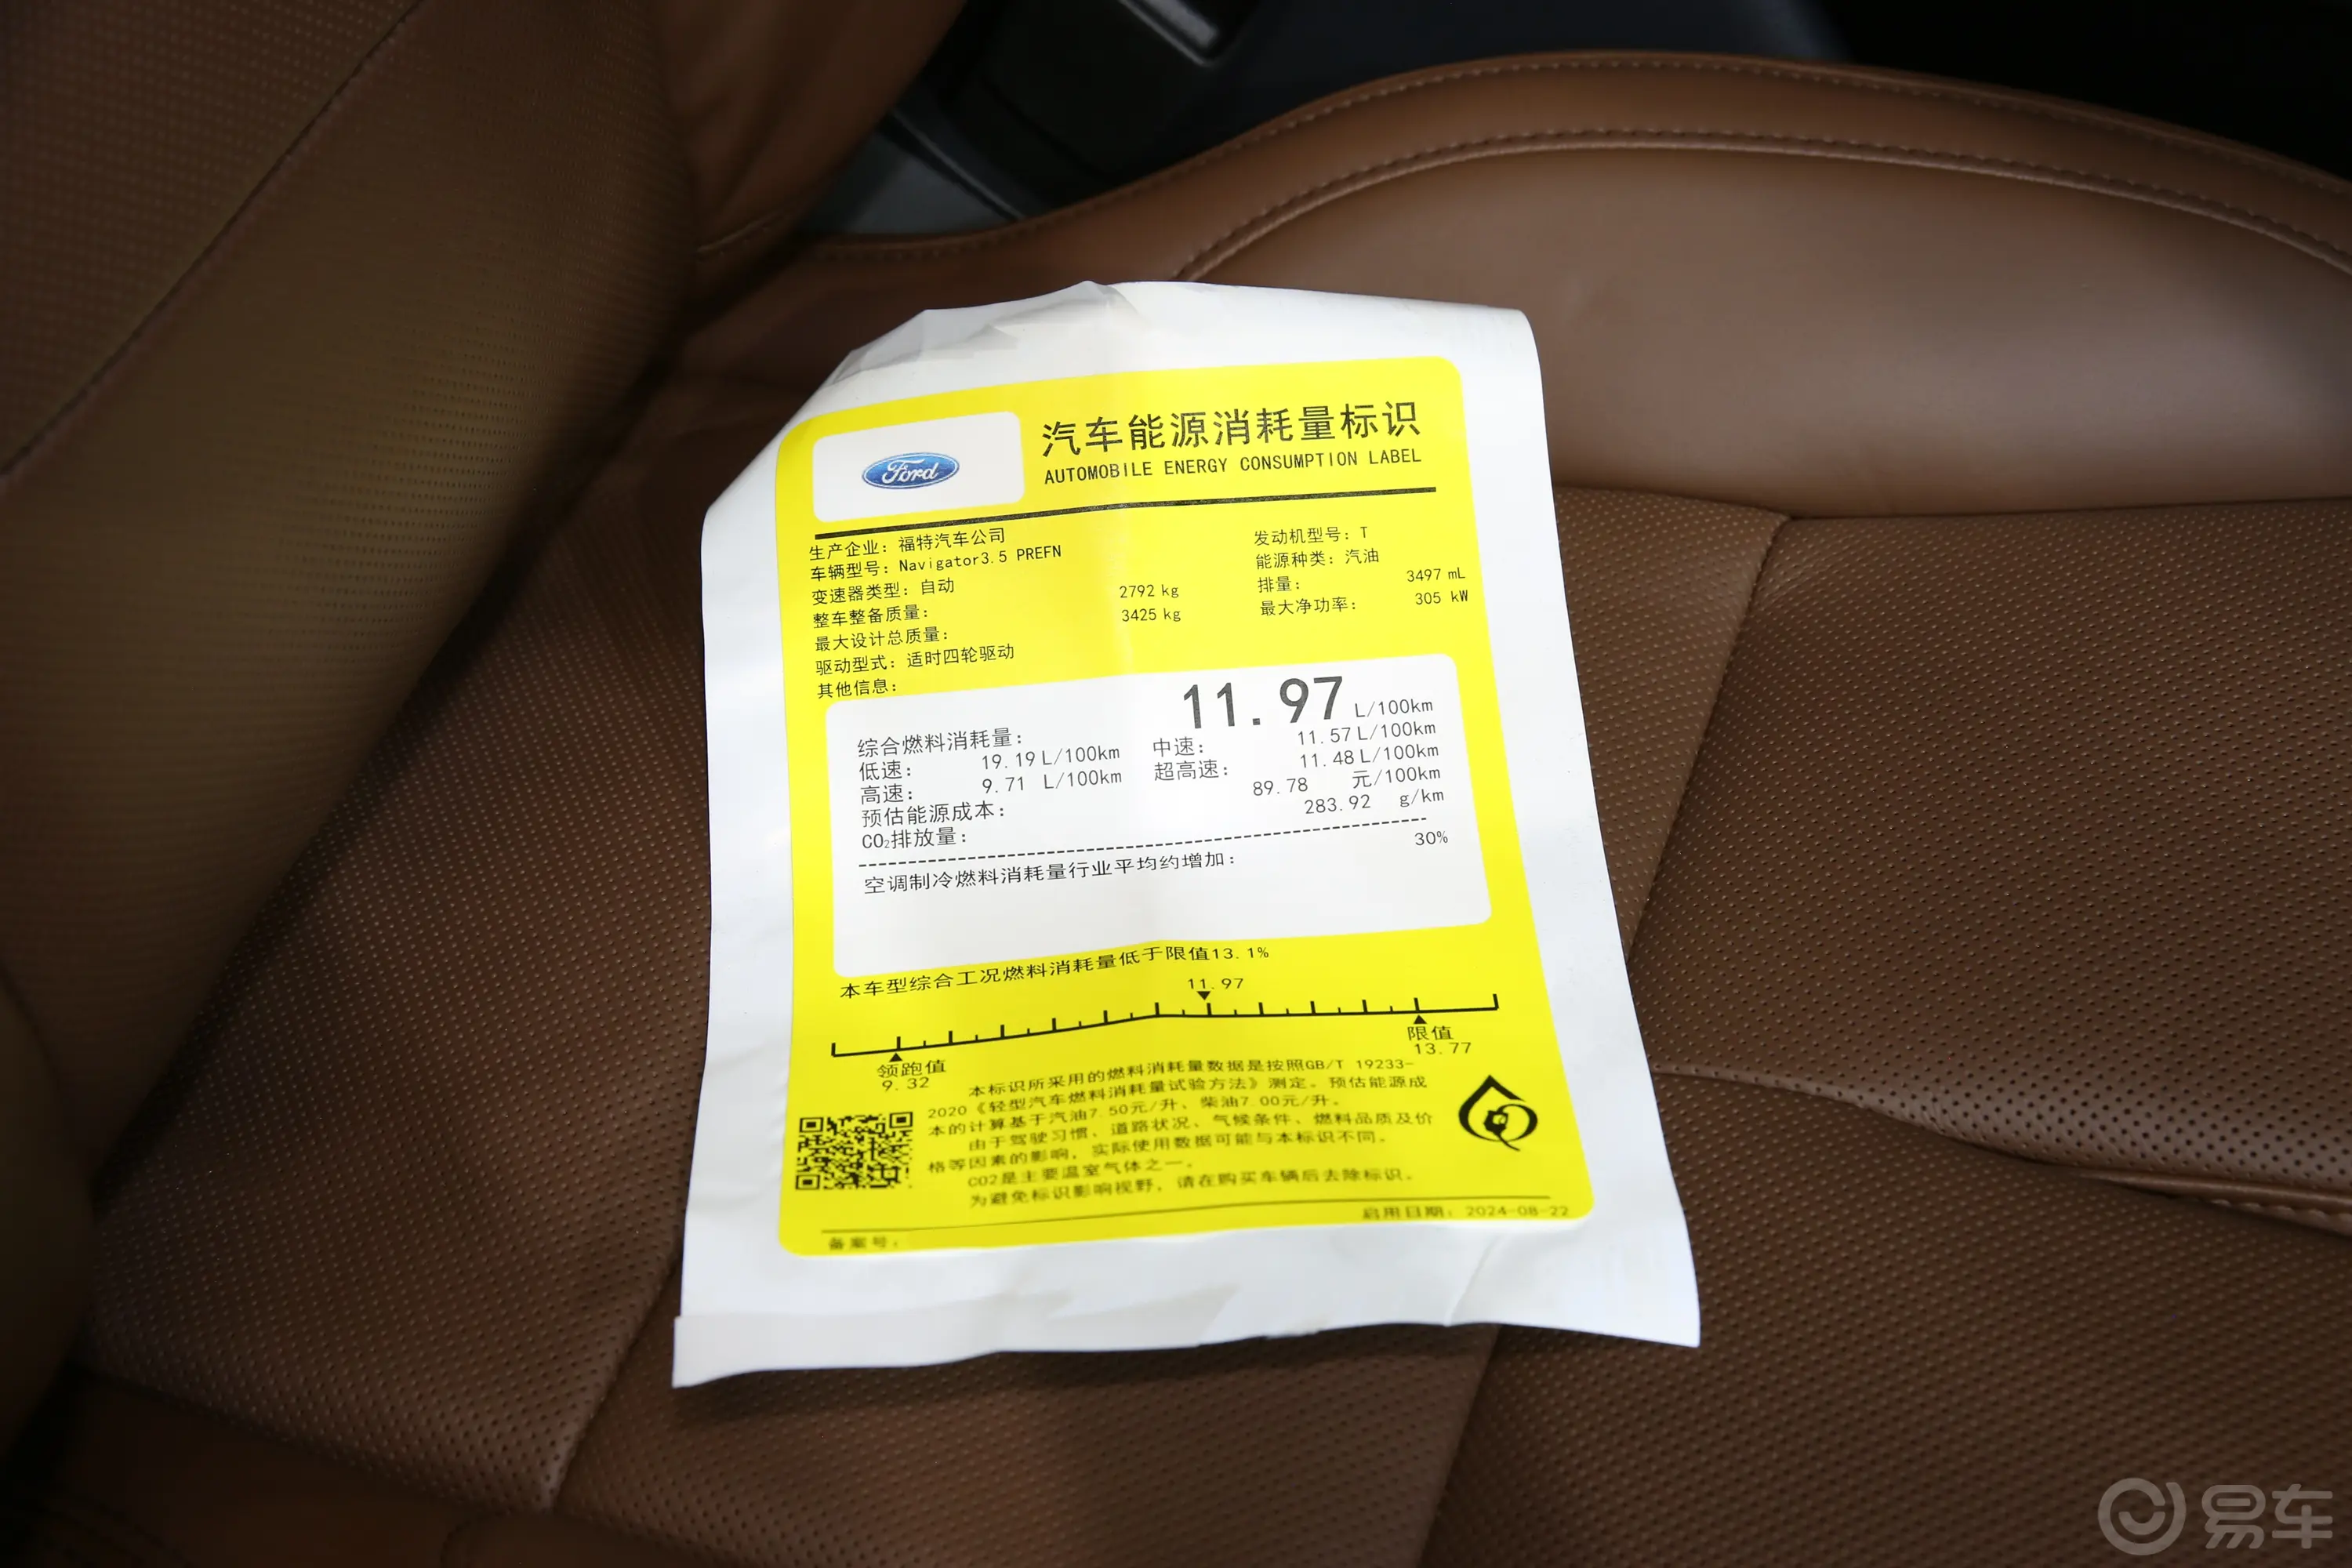 Ford
汽车能源消耗量标识
AUTOMOBILE ENERGY CONSUMPTION LABEL
生产企业：福特汽车公司
车辆型号：Navigator3.5 PREFN
变速器类型：自动
整车整备质量： 2792 kg
最大设计总质量： 3425 kg
驱动型式：适时四轮驱动
其他信息：
发动机型号：T
能源种类：汽油
排量： 3497 mL
最大净功率： 305 kW
综合燃料消耗量： 11.97 L/100km
低速： 19.19 L/100km 中速： 11.57 L/100km
高速： 9.71 L/100km 超高速： 11.48 L/100km
预估能源成本： 89.78 元/100km
CO₂排放量： 283.92 g/km
空调制冷燃料消耗量行业平均约增加： 30%
本车型综合工况燃料消耗量低于限值13.1%
11.97
领跑值
9.32
限值
13.77
本标识所采用的燃料消耗量数据是按照GB/T 19233-
2020《轻型汽车燃料消耗量试验方法》测定。预估能源成
本的计算基于汽油7.50元/升、柴油7.00元/升。
由于驾驶习惯、道路状况、气候条件、燃料品质及价
格等因素的影响，实际使用数据可能与本标识不同。
CO2是主要温室气体之一。
为避免标识影响视野，请在购买车辆后去除标识。
启用日期：2024-08-22
备案号：
易车